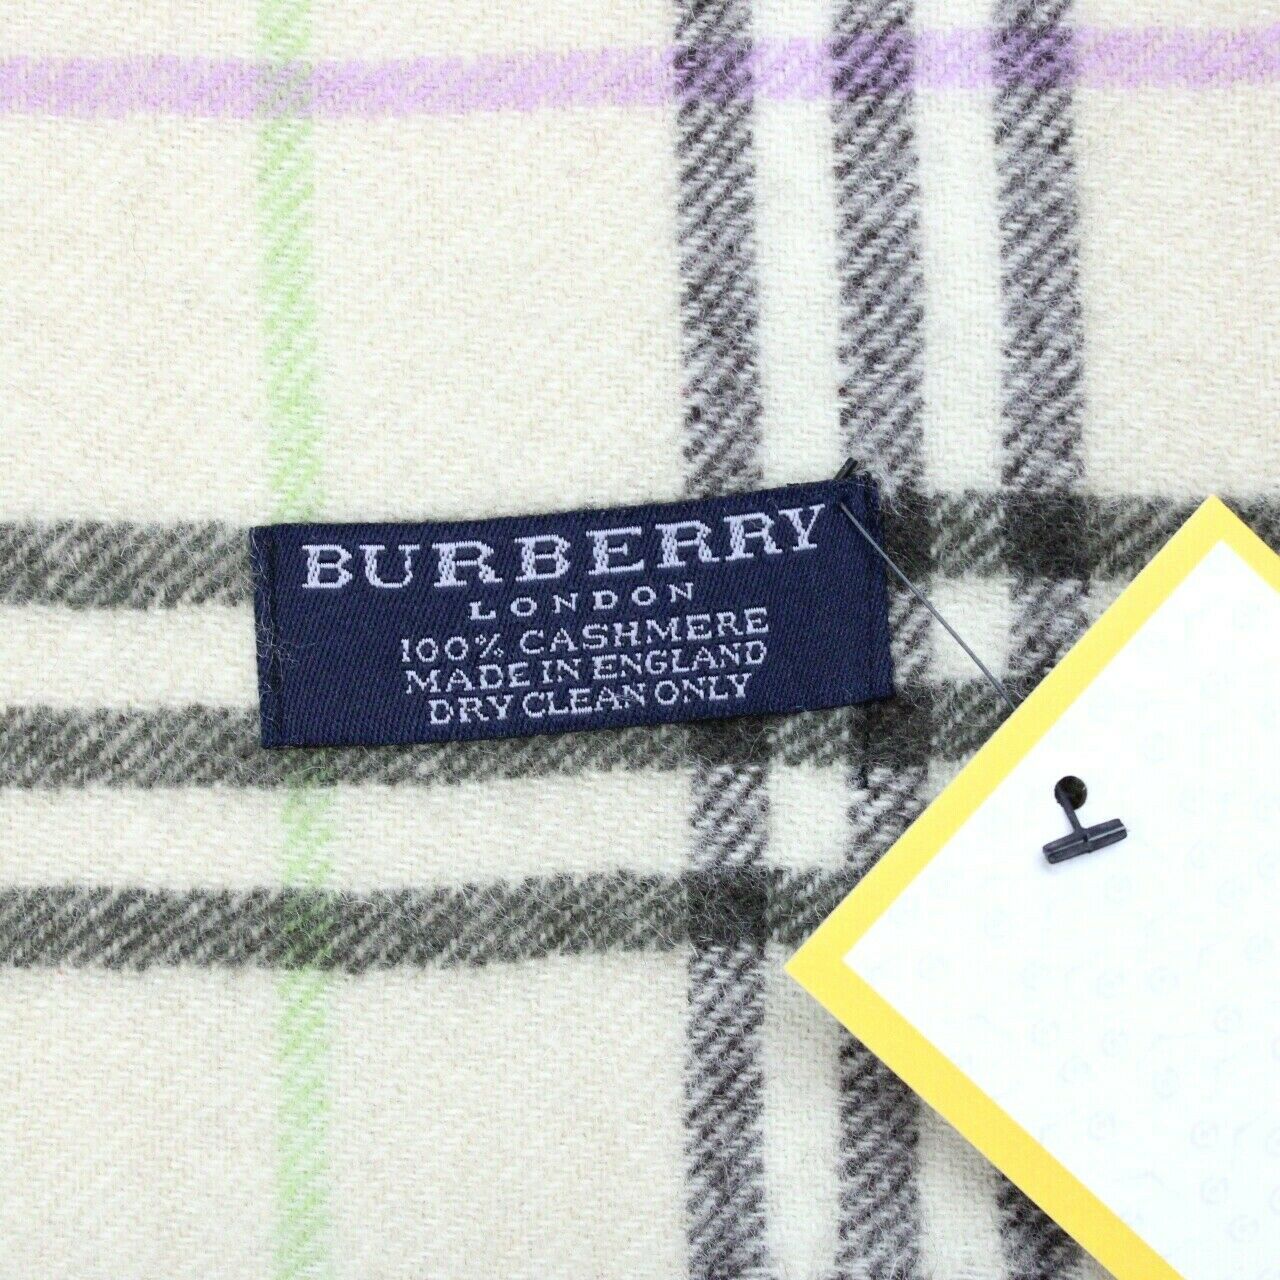 BURBERRY
LONDON
100% CASHMERE
MADE IN ENGLAND
DRY CLEAN ONLY